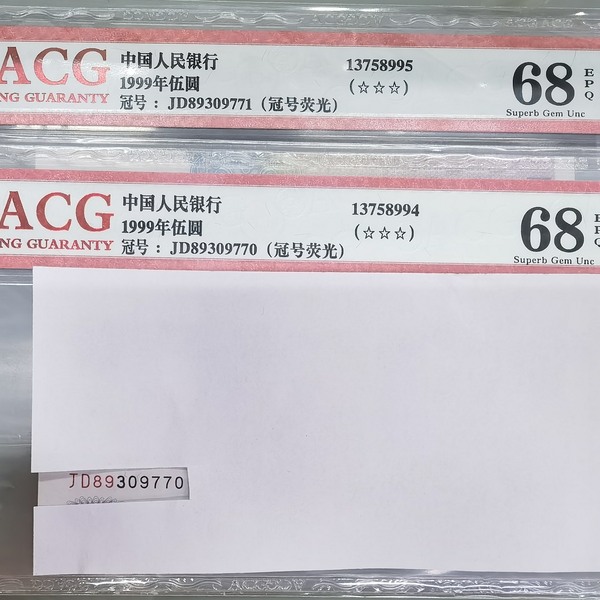 ACG
NG GUARANTY
中国人民银行
1999年伍圆
冠号：JD89309771（冠号荧光）
13758995
(☆☆☆)
68
EPQ
Superb Gem Unc
ACG
NG GUARANTY
中国人民银行
1999年伍圆
冠号：JD89309770（冠号荧光）
13758994
(☆☆☆)
68
EPQ
Superb Gem Unc
JD89309770